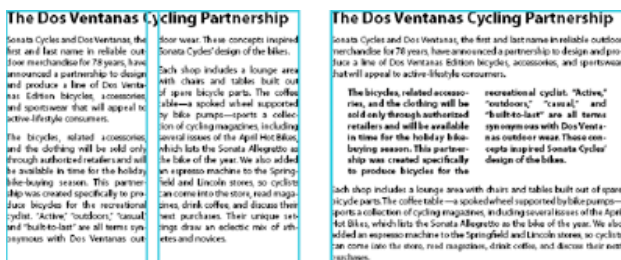 The Dos Ventanas Cycling Partnership
Sonata Cycles and Dos Ventanas, the
first and last name in reliable out-
door merchandise for 78 years, have
announced a partnership to design
and produce a line of Dos Venta-
nas Edition bicycles, accessories,
and sportswear that will appeal to
active-lifestyle consumers.
The bicycles, related accessories,
and the clothing will be sold only
through authorized retailers and will
be available in time for the holiday
bike-buying season. This partner-
ship was created specifically to pro-
duce bicycles for the recreational
cyclist. "Active," "outdoors," "casual,"
and "built-to-last" are all terms syn-
onymous with Dos Ventanas out-
door wear. These concepts inspired
Sonata Cycles' design of the bikes.
Each shop includes a lounge area
with chairs and tables built out
of spare bicycle parts. The coffee
table—a spoked wheel supported
by bike pumps—sports a collec-
tion of cycling magazines, including
several issues of the April Hot Bikes,
which lists the Sonata Allegretto as
the bike of the year. We also added
an espresso machine to the Spring-
field and Lincoln stores, so cyclists
can come into the store, read maga-
zines, drink coffee, and discuss their
next purchases. Their unique set-
tings draw an eclectic mix of ath-
letes and novices.
The Dos Ventanas Cycling Partnership
Sonata Cycles and Dos Ventanas, the first and last name in reliable outdoor
merchandise for 78 years, have announced a partnership to design and pro-
duce a line of Dos Ventanas Edition bicycles, accessories, and sportswear
that will appeal to active-lifestyle consumers.
The bicycles, related accesso-
ries, and the clothing will be
sold only through authorized
retailers and will be available
in time for the holiday bike-
buying season. This partner-
ship was created specifically
to produce bicycles for the
recreational cyclist. "Active,"
"outdoors," "casual," and
"built-to-last" are all terms
synonymous with Dos Venta-
nas outdoor wear. These con-
cepts inspired Sonata Cycles'
design of the bikes.
Each shop includes a lounge area with chairs and tables built out of spare
bicycle parts. The coffee table—a spoked wheel supported by bike pumps—
sports a collection of cycling magazines, including several issues of the April
Hot Bikes, which lists the Sonata Allegretto as the bike of the year. We also
added an espresso machine to the Springfield and Lincoln stores, so cyclists
can come into the store, read magazines, drink coffee, and discuss their next
purchases.